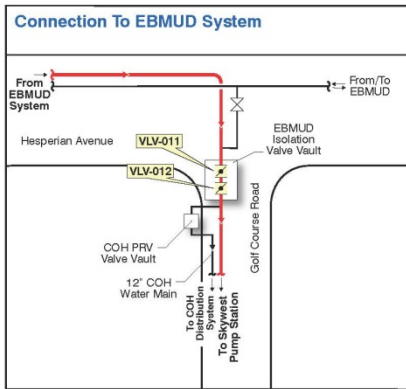 Connection To EBMUD System
From
EBMUD
System
From/To
EBMUD
Hesperian Avenue
VLV-011
VLV-012
EBMUD
Isolation
Valve Vault
COH PRV
Valve Vault
12" COH
Water Main
Golf Course Road
To COH
Distribution
System
To Skywest
Pump Station